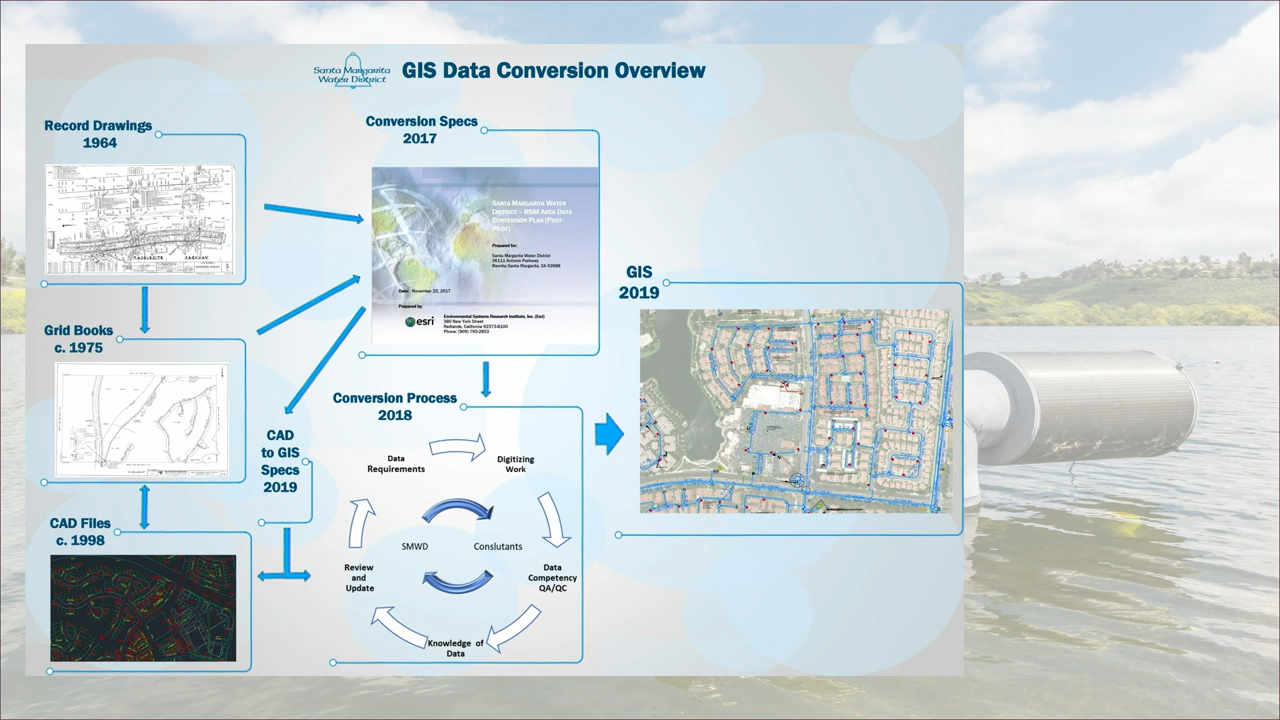 Santa Margarita
Water District
GIS Data Conversion Overview
Record Drawings
1964
Conversion Specs
2017
SANTA MARGARITA WATER
DISTRICT – RSM AREA DATA
CONVERSION PLAN (POST-
PILOT)
Prepared for:
Santa Margarita Water District
26111 Antonio Parkway
Rancho Santa Margarita, CA 92688
Date: November 22, 2017
Prepared by:
esri
Environmental Systems Research Institute, Inc. (Esri)
380 New York Street
Redlands, California 92373-8100
Phone: (909) 793-2853
GIS
2019
Grid Books
c. 1975
Conversion Process
2018
Data
Requirements
Digitizing
Work
SMWD
Conslutants
Review
and
Update
Data
Competency
QA/QC
Knowledge of
Data
CAD
to GIS
Specs
2019
CAD Files
c. 1998